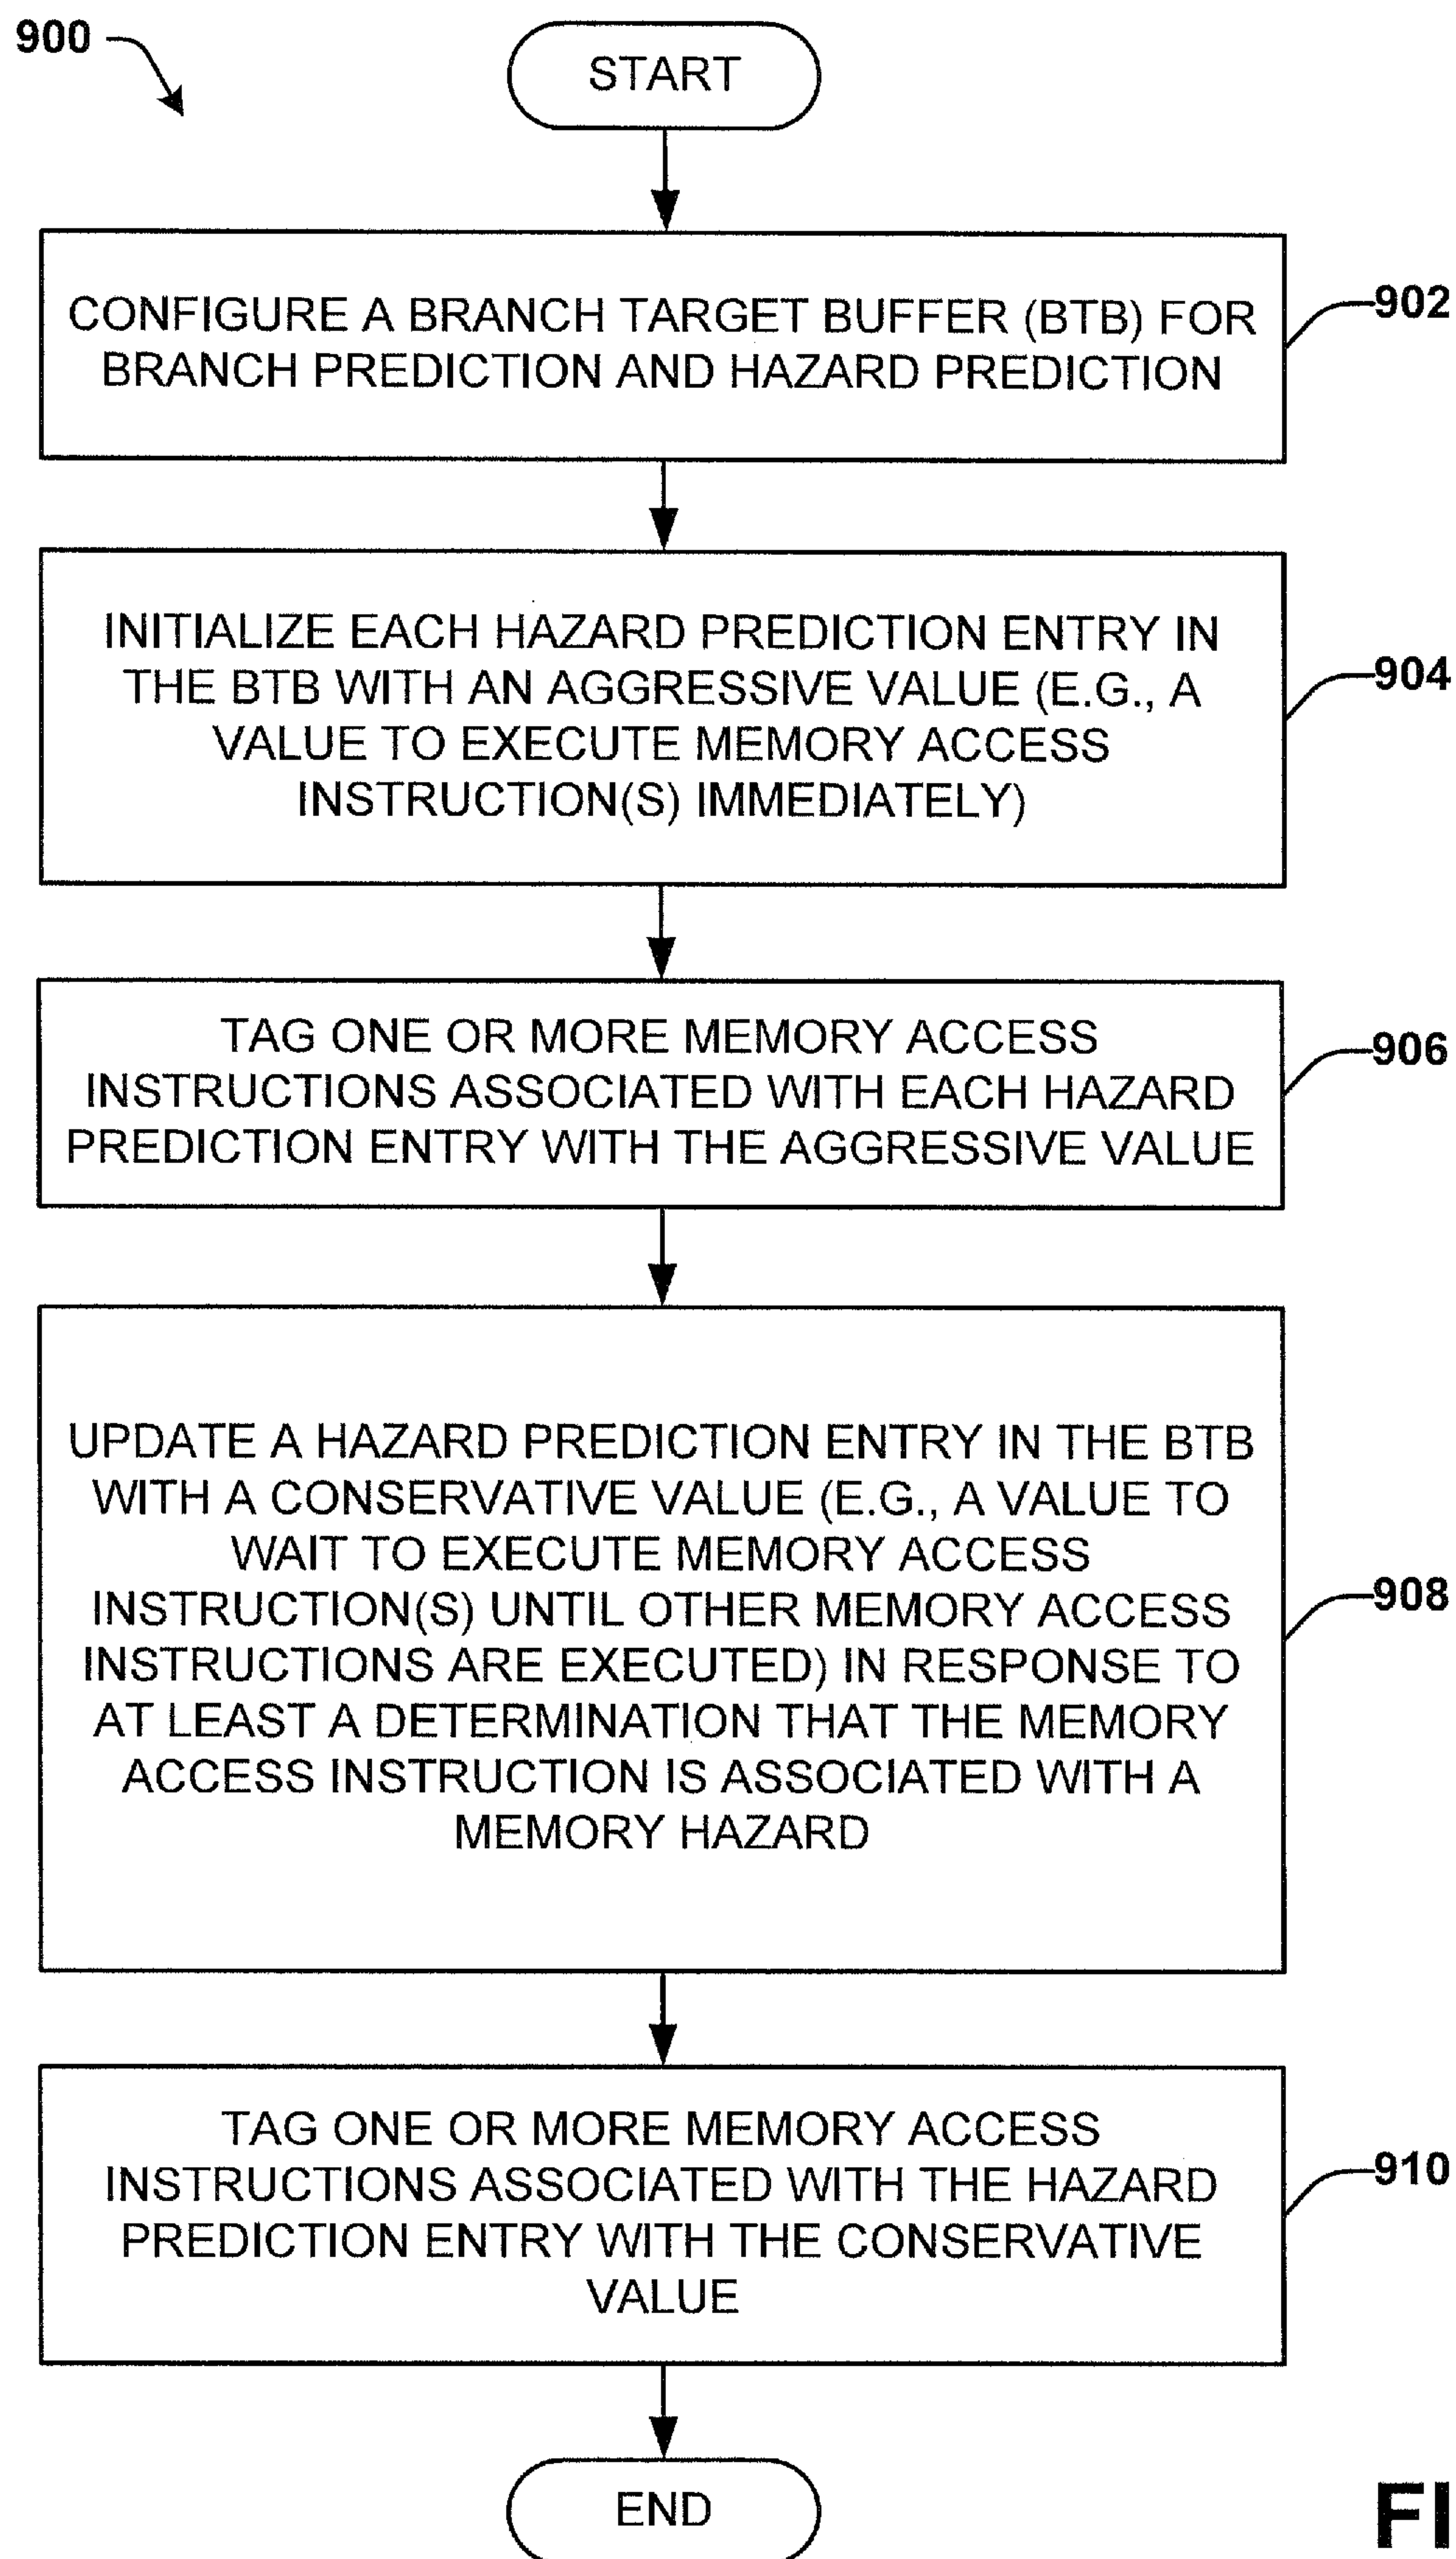 900
START
CONFIGURE A BRANCH TARGET BUFFER (BTB) FOR
BRANCH PREDICTION AND HAZARD PREDICTION
902
INITIALIZE EACH HAZARD PREDICTION ENTRY IN
THE BTB WITH AN AGGRESSIVE VALUE (E.G., A
VALUE TO EXECUTE MEMORY ACCESS
INSTRUCTION(S) IMMEDIATELY)
904
TAG ONE OR MORE MEMORY ACCESS
INSTRUCTIONS ASSOCIATED WITH EACH HAZARD
PREDICTION ENTRY WITH THE AGGRESSIVE VALUE
906
UPDATE A HAZARD PREDICTION ENTRY IN THE BTB
WITH A CONSERVATIVE VALUE (E.G., A VALUE TO
WAIT TO EXECUTE MEMORY ACCESS
INSTRUCTION(S) UNTIL OTHER MEMORY ACCESS
INSTRUCTIONS ARE EXECUTED) IN RESPONSE TO
AT LEAST A DETERMINATION THAT THE MEMORY
ACCESS INSTRUCTION IS ASSOCIATED WITH A
MEMORY HAZARD
908
TAG ONE OR MORE MEMORY ACCESS
INSTRUCTIONS ASSOCIATED WITH THE HAZARD
PREDICTION ENTRY WITH THE CONSERVATIVE
VALUE
910
END
FI